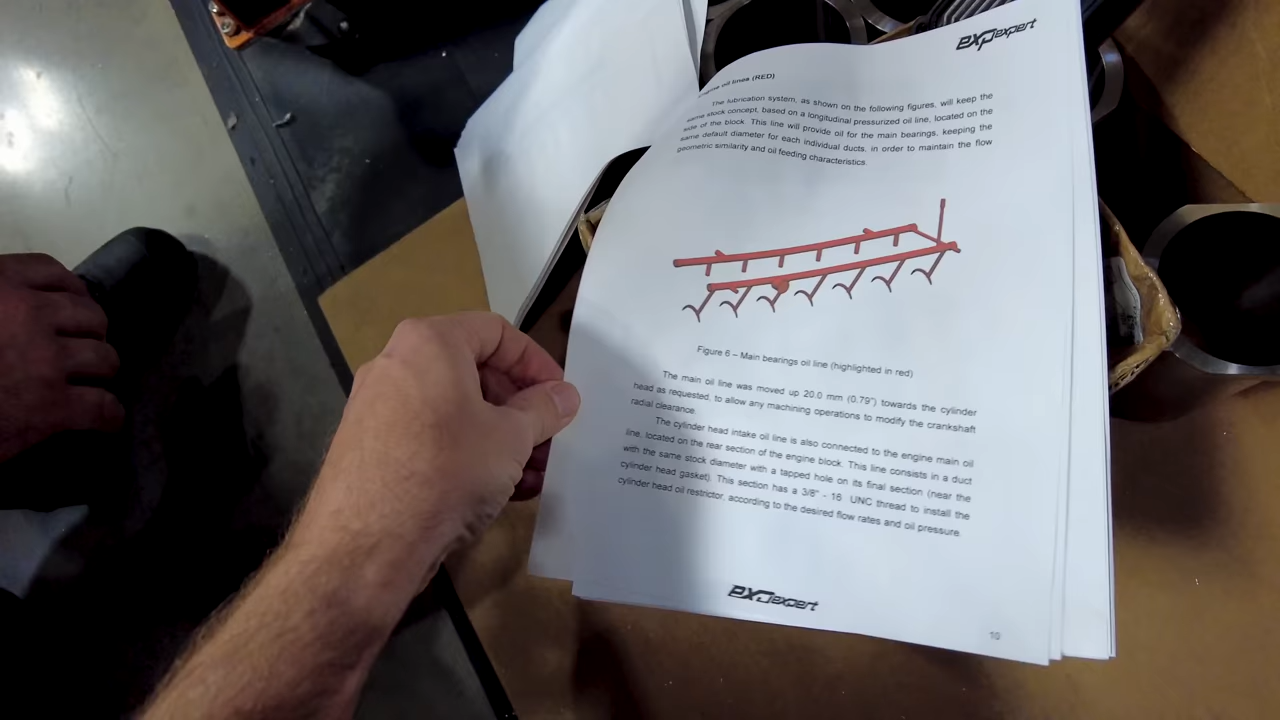 expexpert
oil lines (RED)
The lubrication system, as shown on the following figures, will keep the
same stock concept, based on a longitudinal pressurized oil line, located on the
side of the block. This line will provide oil for the main bearings, keeping the
same default diameter for each individual ducts, in order to maintain the flow
geometric similarity and oil feeding characteristics.
Figure 6 – Main bearings oil line (highlighted in red)
The main oil line was moved up 20.0 mm (0.79") towards the cylinder
head as requested, to allow any machining operations to modify the crankshaft
radial clearance.
The cylinder head intake oil line is also connected to the engine main oil
line, located on the rear section of the engine block. This line consists in a duct
with the same stock diameter with a tapped hole on its final section (near the
cylinder head gasket). This section has a 3/8" - 16 UNC thread to install the
cylinder head oil restrictor, according to the desired flow rates and oil pressure.
expexpert
10